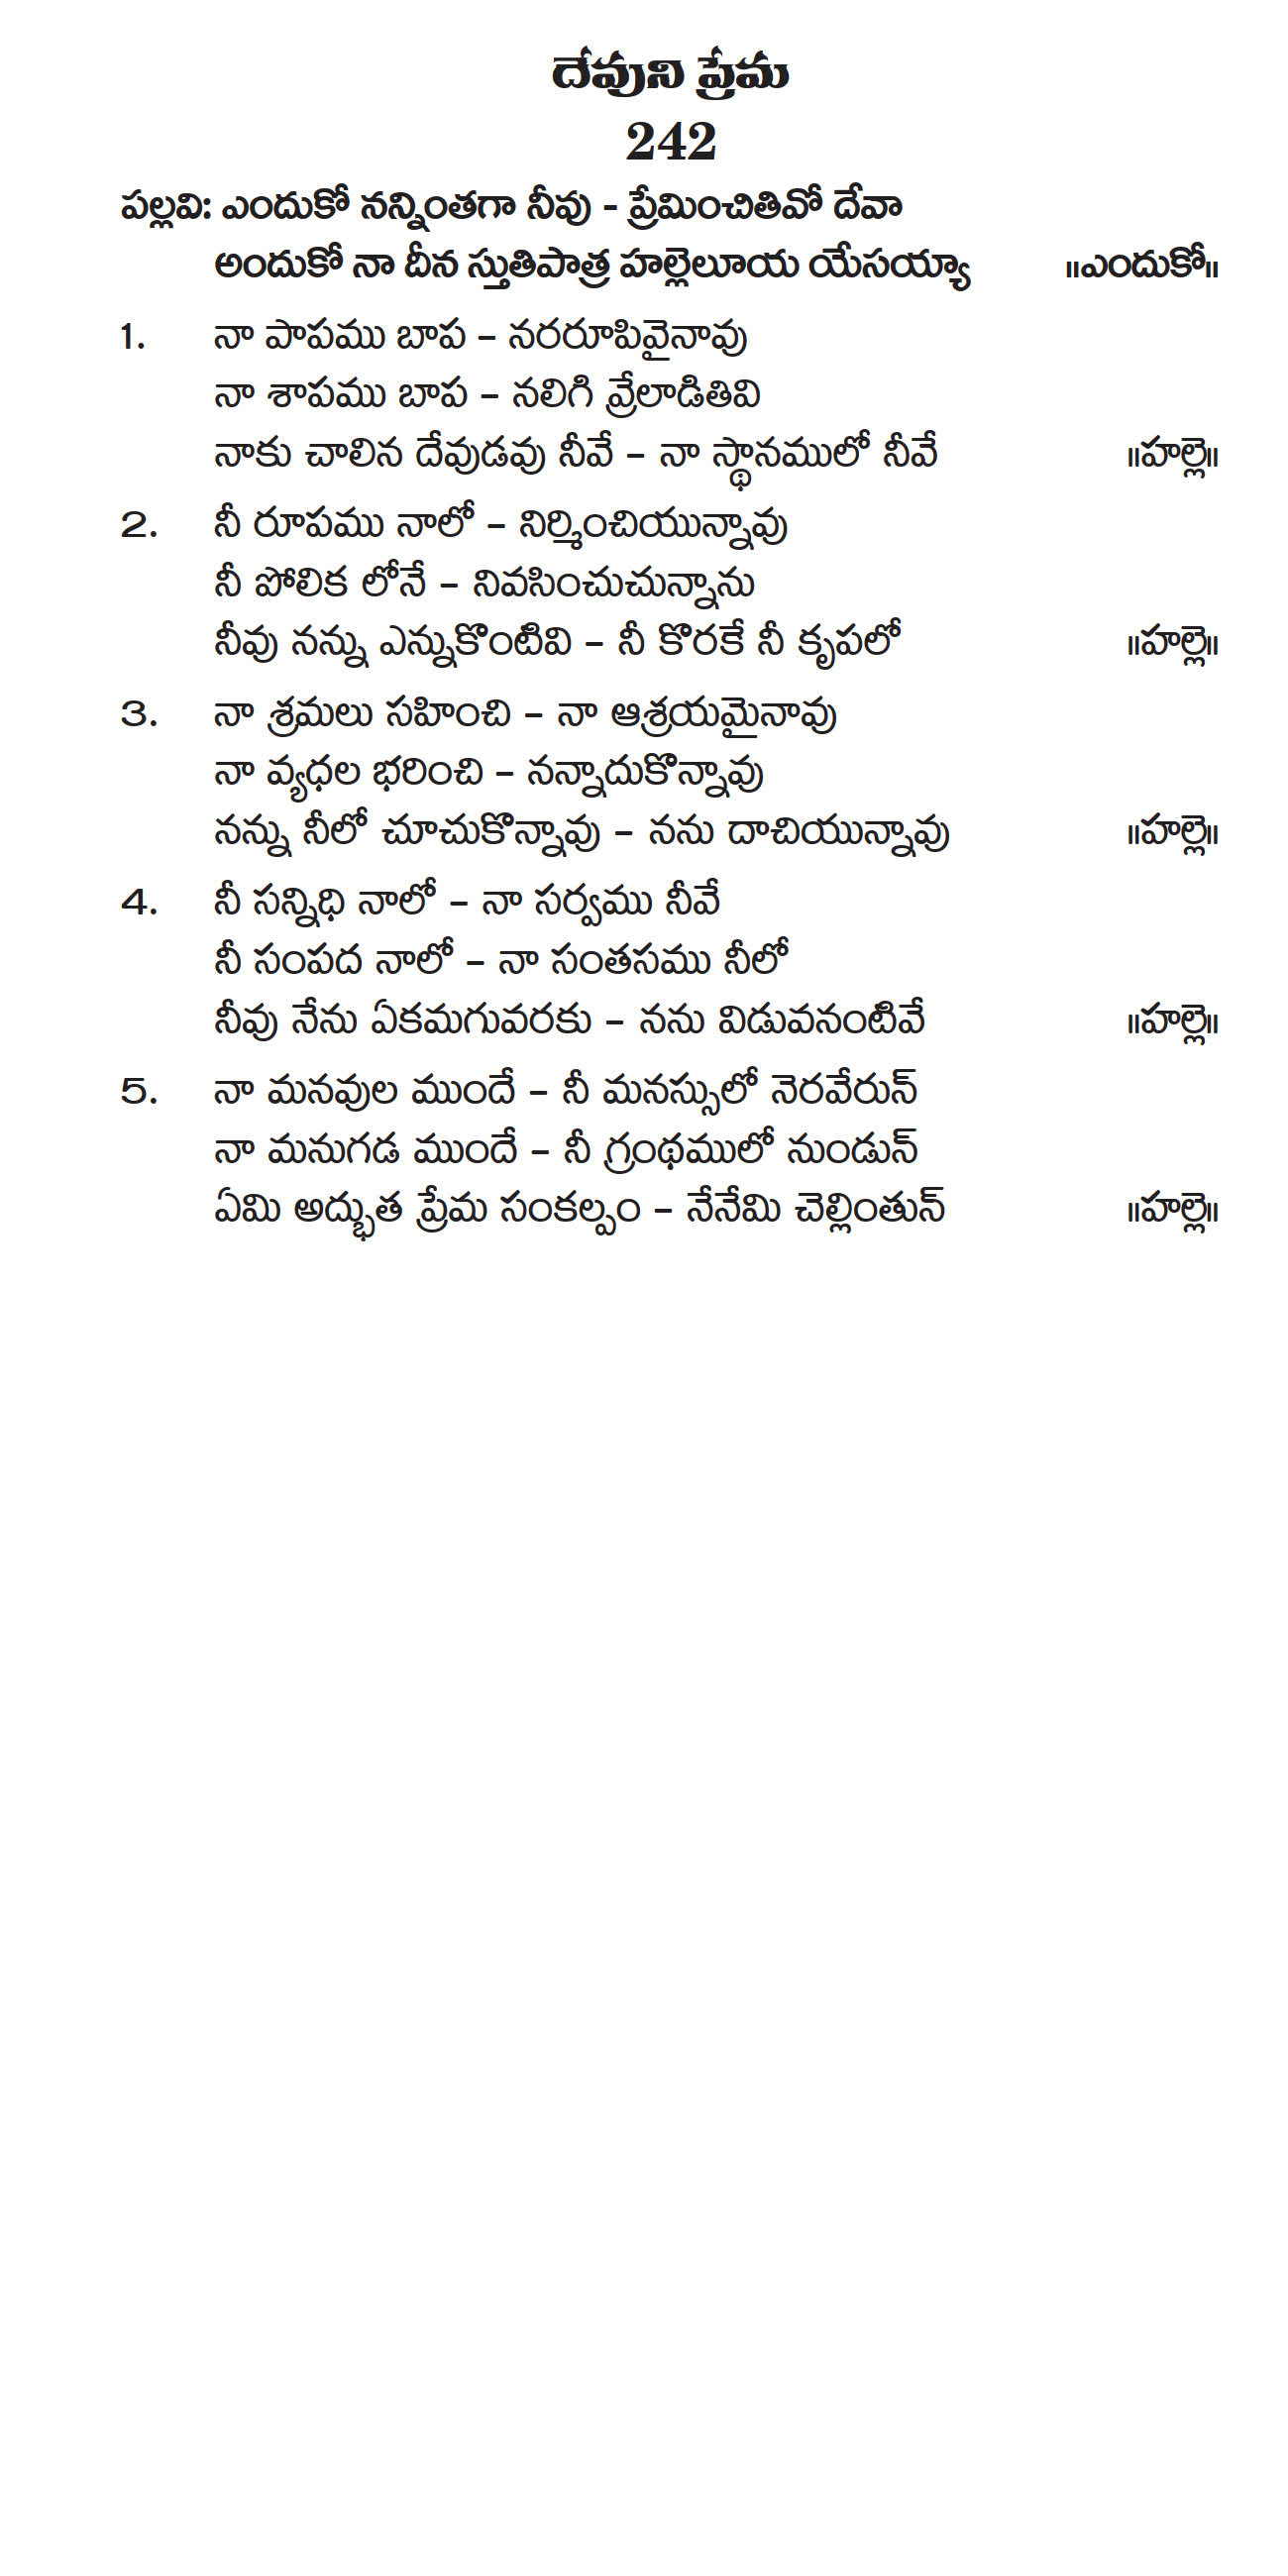 దేవుని ప్రేమ
242
పల్లవి: ఎందుకో నన్నింతగా నీవు - ప్రేమించితివో దేవా
అందుకో నా దీన స్తుతిపాత్ర హల్లెలూయ యేసయ్యా ॥ఎందుకో॥
1. నా పాపము బాప – నరరూపివైనావు
నా శాపము బాప – నలిగి వ్రేలాడితివి
నాకు చాలిన దేవుడవు నీవే – నా స్థానములో నీవే ॥హల్లె॥
2. నీ రూపము నాలో – నిర్మించియున్నావు
నీ పోలిక లోనే – నివసించుచున్నాను
నీవు నన్ను ఎన్నుకొంటివి – నీ కొరకే నీ కృపలో ॥హల్లె॥
3. నా శ్రమలు సహించి – నా ఆశ్రయమైనావు
నా వ్యధల భరించి – నన్నాదుకొన్నావు
నన్ను నీలో చూచుకొన్నావు – నను దాచియున్నావు ॥హల్లె॥
4. నీ సన్నిధి నాలో – నా సర్వము నీవే
నీ సంపద నాలో – నా సంతసము నీలో
నీవు నేను ఏకమగువరకు – నను విడువనంటివే ॥హల్లె॥
5. నా మనవుల ముందే – నీ మనస్సులో నెరవేరున్
నా మనుగడ ముందే – నీ గ్రంథములో నుండున్
ఏమి అద్భుత ప్రేమ సంకల్పం – నేనేమి చెల్లింతున్ ॥హల్లె॥